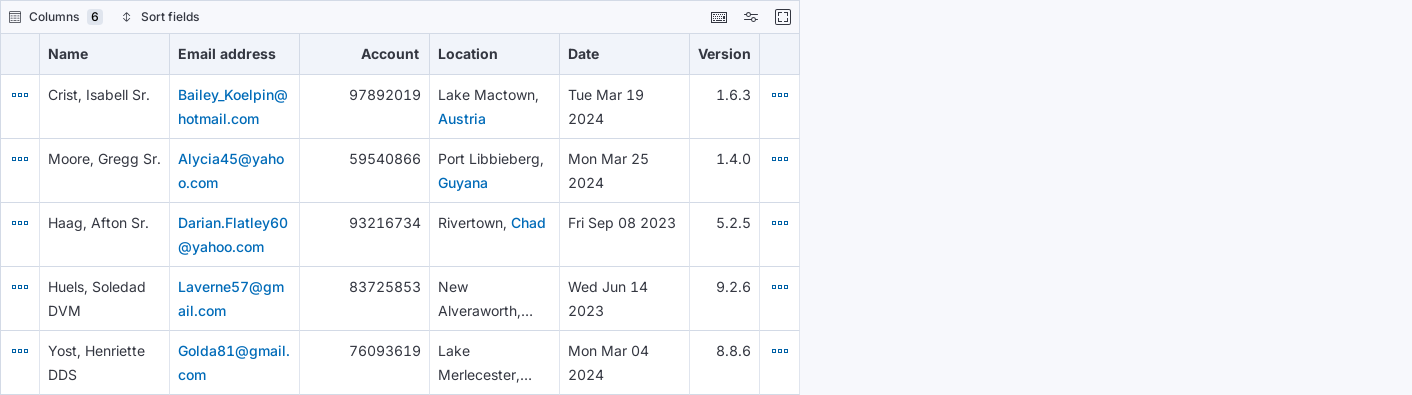 Columns 6 Sort fields
Name Email address Account Location Date Version
Crist, Isabell Sr. Bailey_Koelpin@ 97892019 Lake Mactown, Tue Mar 19 1.6.3
hotmail.com Austria 2024
Moore, Gregg Sr. Alycia45@yaho 59540866 Port Libbieberg, Mon Mar 25 1.4.0
o.com Guyana 2024
Haag, Afton Sr. Darian.Flatley60 93216734 Rivertown, Chad Fri Sep 08 2023 5.2.5
@yahoo.com
Huels, Soledad Laverne57@gm 83725853 New Wed Jun 14 9.2.6
DVM ail.com Alveraworth,... 2023
Yost, Henriette Golda81@gmail. 76093619 Lake Mon Mar 04 8.8.6
DDS com Merlecester,... 2024